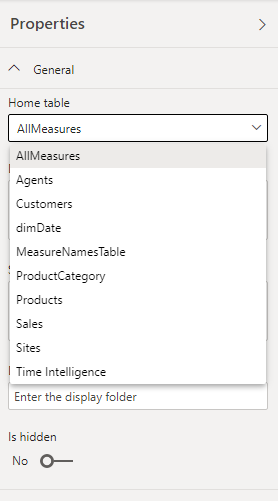 Properties
General
Home table
AllMeasures
AllMeasures
Agents
Customers
dimDate
MeasureNamesTable
ProductCategory
Products
Sales
Sites
Time Intelligence
Enter the display folder
Is hidden
No